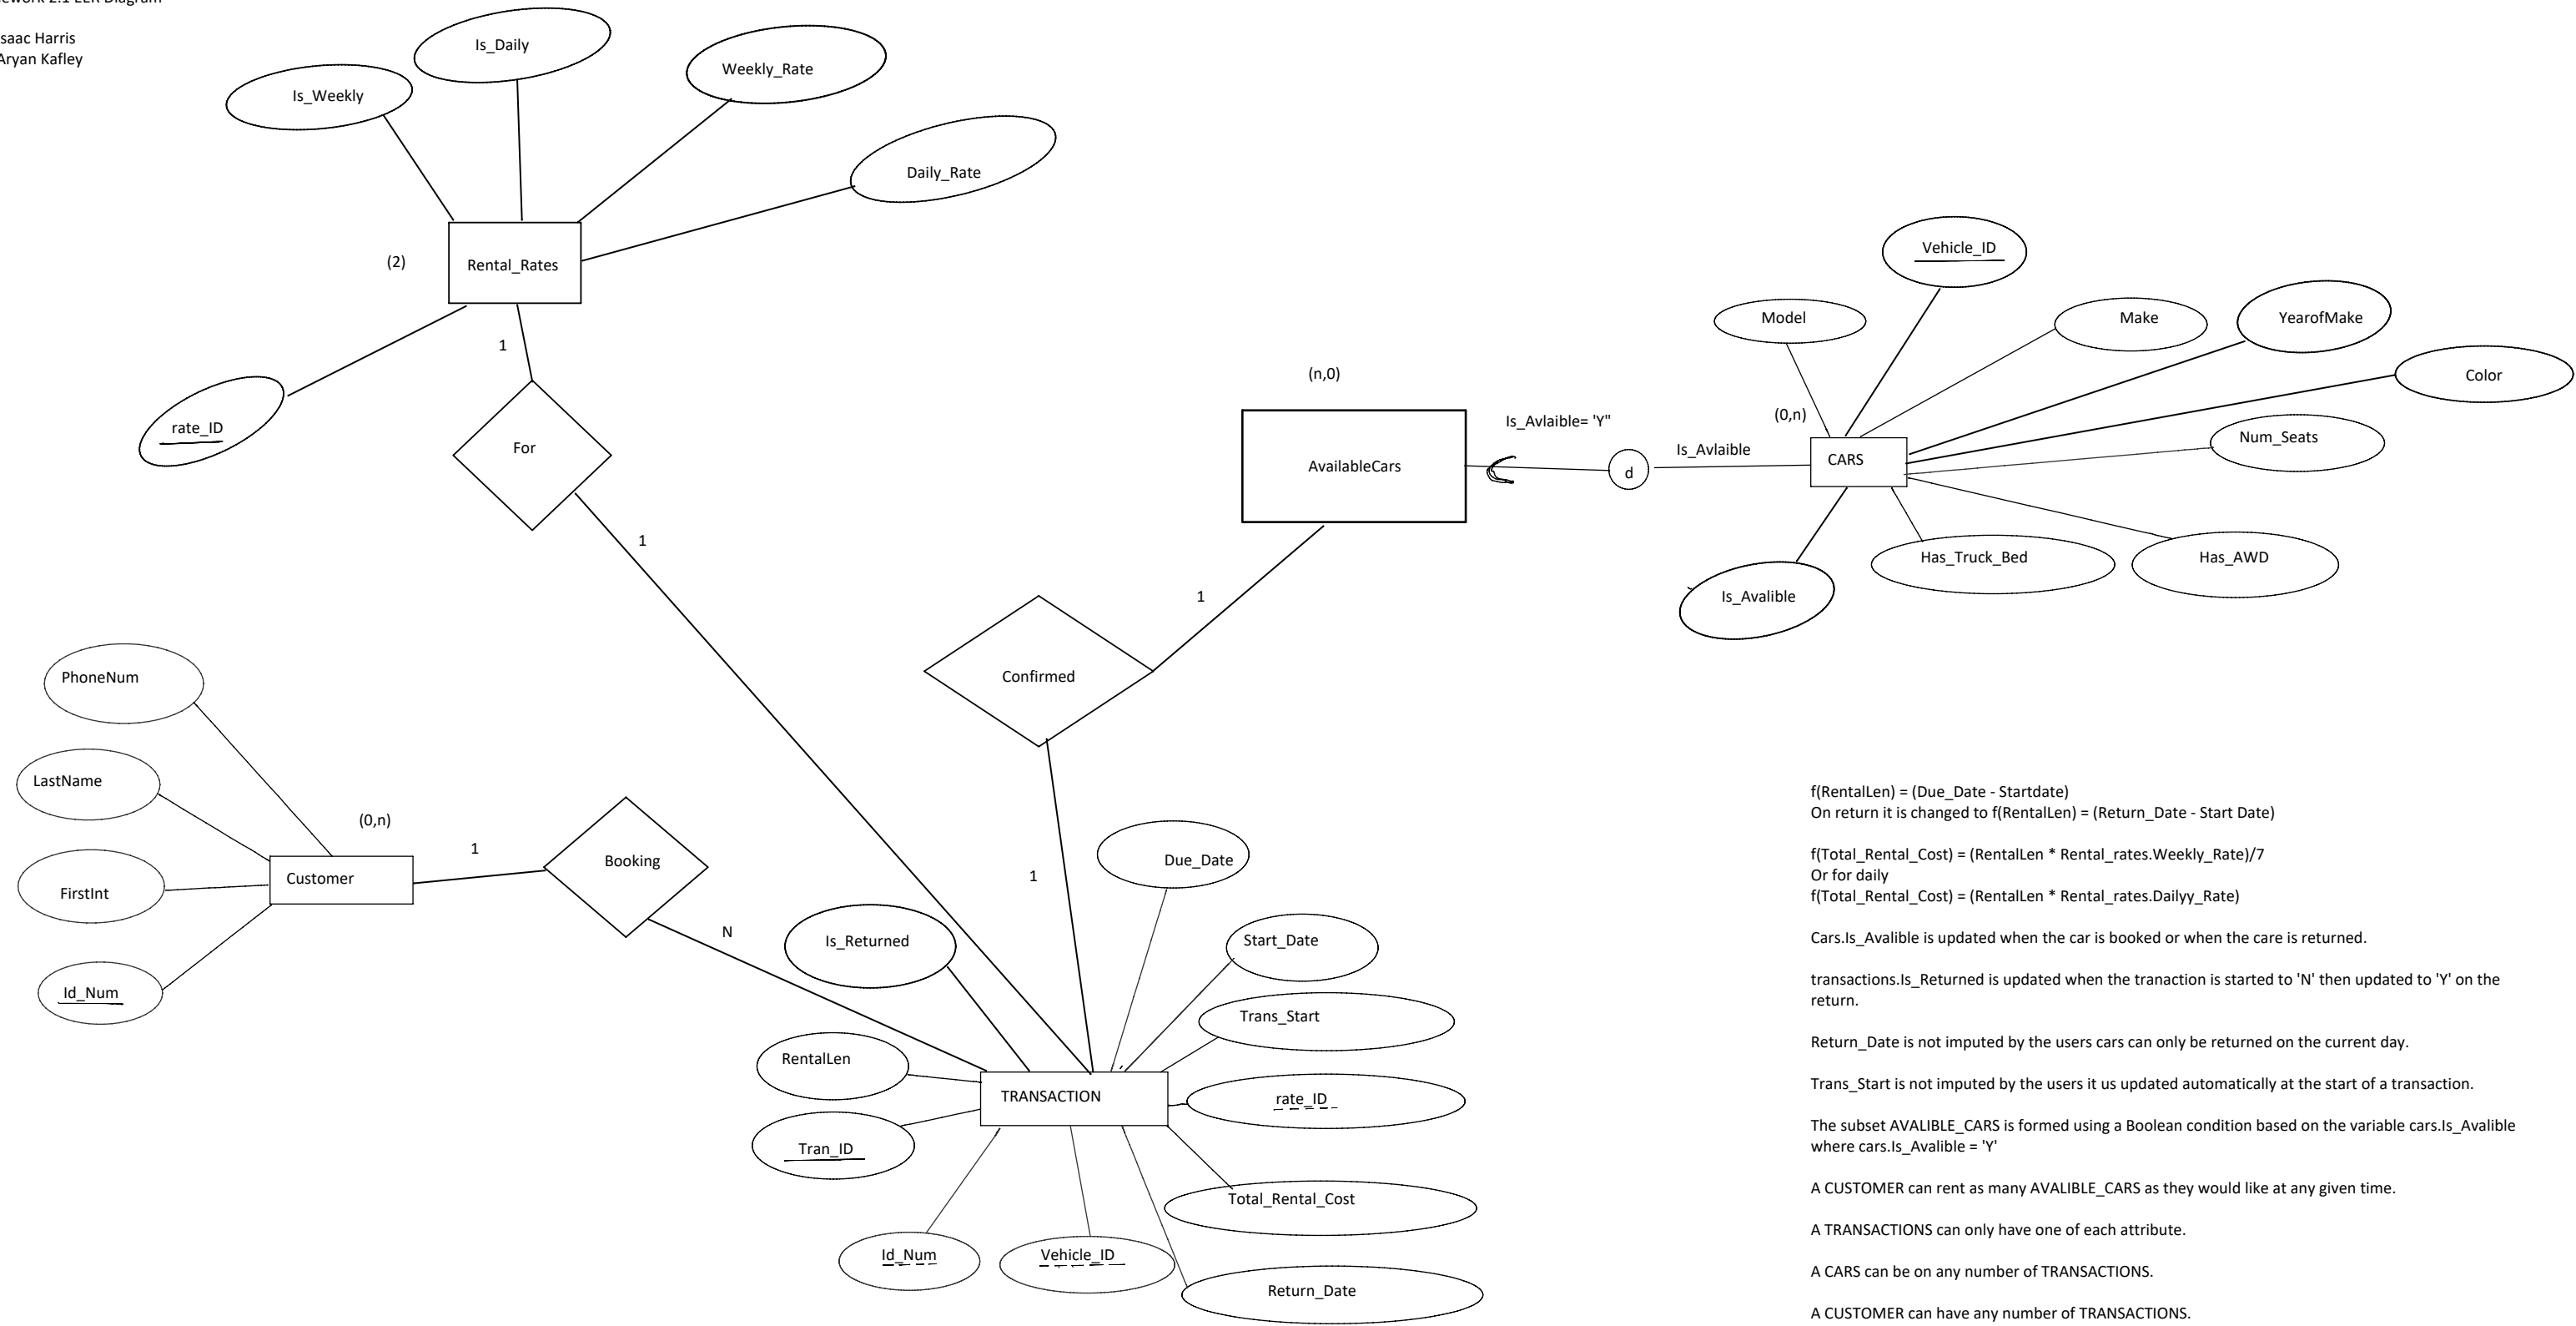 EER Diagram
Isaac Harris
Aryan Kafley
Is_Daily
Weekly_Rate
Is_Weekly
Daily_Rate
(2)
Rental_Rates
1
rate_ID
For
1
Vehicle_ID
Model
Make
YearofMake
Color
(n,0)
(0,n)
Is_Avlaible= 'Y"
Is_Avlaible
AvailableCars
d
CARS
Num_Seats
Has_Truck_Bed
Has_AWD
Is_Avalible
1
Confirmed
1
PhoneNum
LastName
FirstInt
Id_Num
(0,n)
Customer
1
Booking
N
Is_Returned
Due_Date
Start_Date
Trans_Start
RentalLen
TRANSACTION
rate_ID
Tran_ID
Total_Rental_Cost
Id_Num
Vehicle_ID
Return_Date
f(RentalLen) = (Due_Date - Startdate)
On return it is changed to f(RentalLen) = (Return_Date - Start Date)
f(Total_Rental_Cost) = (RentalLen * Rental_rates.Weekly_Rate)/7
Or for daily
f(Total_Rental_Cost) = (RentalLen * Rental_rates.Dailyy_Rate)
Cars.Is_Avalible is updated when the car is booked or when the care is returned.
transactions.Is_Returned is updated when the tranaction is started to 'N' then updated to 'Y' on the
return.
Return_Date is not imputed by the users cars can only be returned on the current day.
Trans_Start is not imputed by the users it us updated automatically at the start of a transaction.
The subset AVALIBLE_CARS is formed using a Boolean condition based on the variable cars.Is_Avalible
where cars.Is_Avalible = 'Y'
A CUSTOMER can rent as many AVALIBLE_CARS as they would like at any given time.
A TRANSACTIONS can only have one of each attribute.
A CARS can be on any number of TRANSACTIONS.
A CUSTOMER can have any number of TRANSACTIONS.